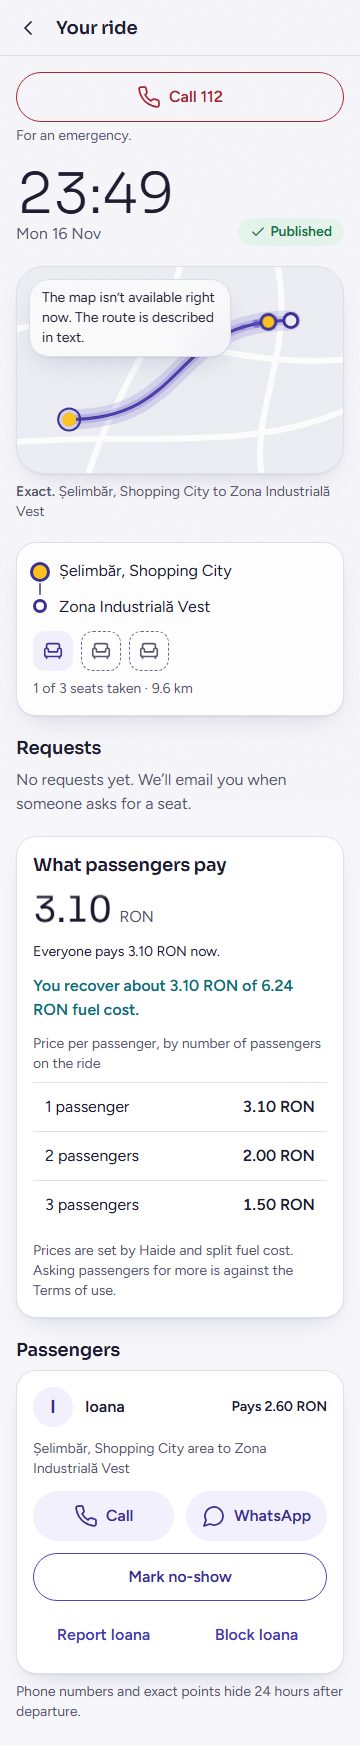 Your ride
Call 112
For an emergency.
23:49
Mon 16 Nov
Published
The map isn’t available right
now. The route is described
in text.
Exact. Șelimbăr, Shopping City to Zona Industrială
Vest
Șelimbăr, Shopping City
Zona Industrială Vest
1 of 3 seats taken · 9.6 km
Requests
No requests yet. We’ll email you when
someone asks for a seat.
What passengers pay
3.10 RON
Everyone pays 3.10 RON now.
You recover about 3.10 RON of 6.24
RON fuel cost.
Price per passenger, by number of passengers
on the ride
1 passenger 3.10 RON
2 passengers 2.00 RON
3 passengers 1.50 RON
Prices are set by Haide and split fuel cost.
Asking passengers for more is against the
Terms of use.
Passengers
I Ioana Pays 2.60 RON
Șelimbăr, Shopping City area to Zona
Industrială Vest
Call WhatsApp
Mark no-show
Report Ioana Block Ioana
Phone numbers and exact points hide 24 hours after
departure.